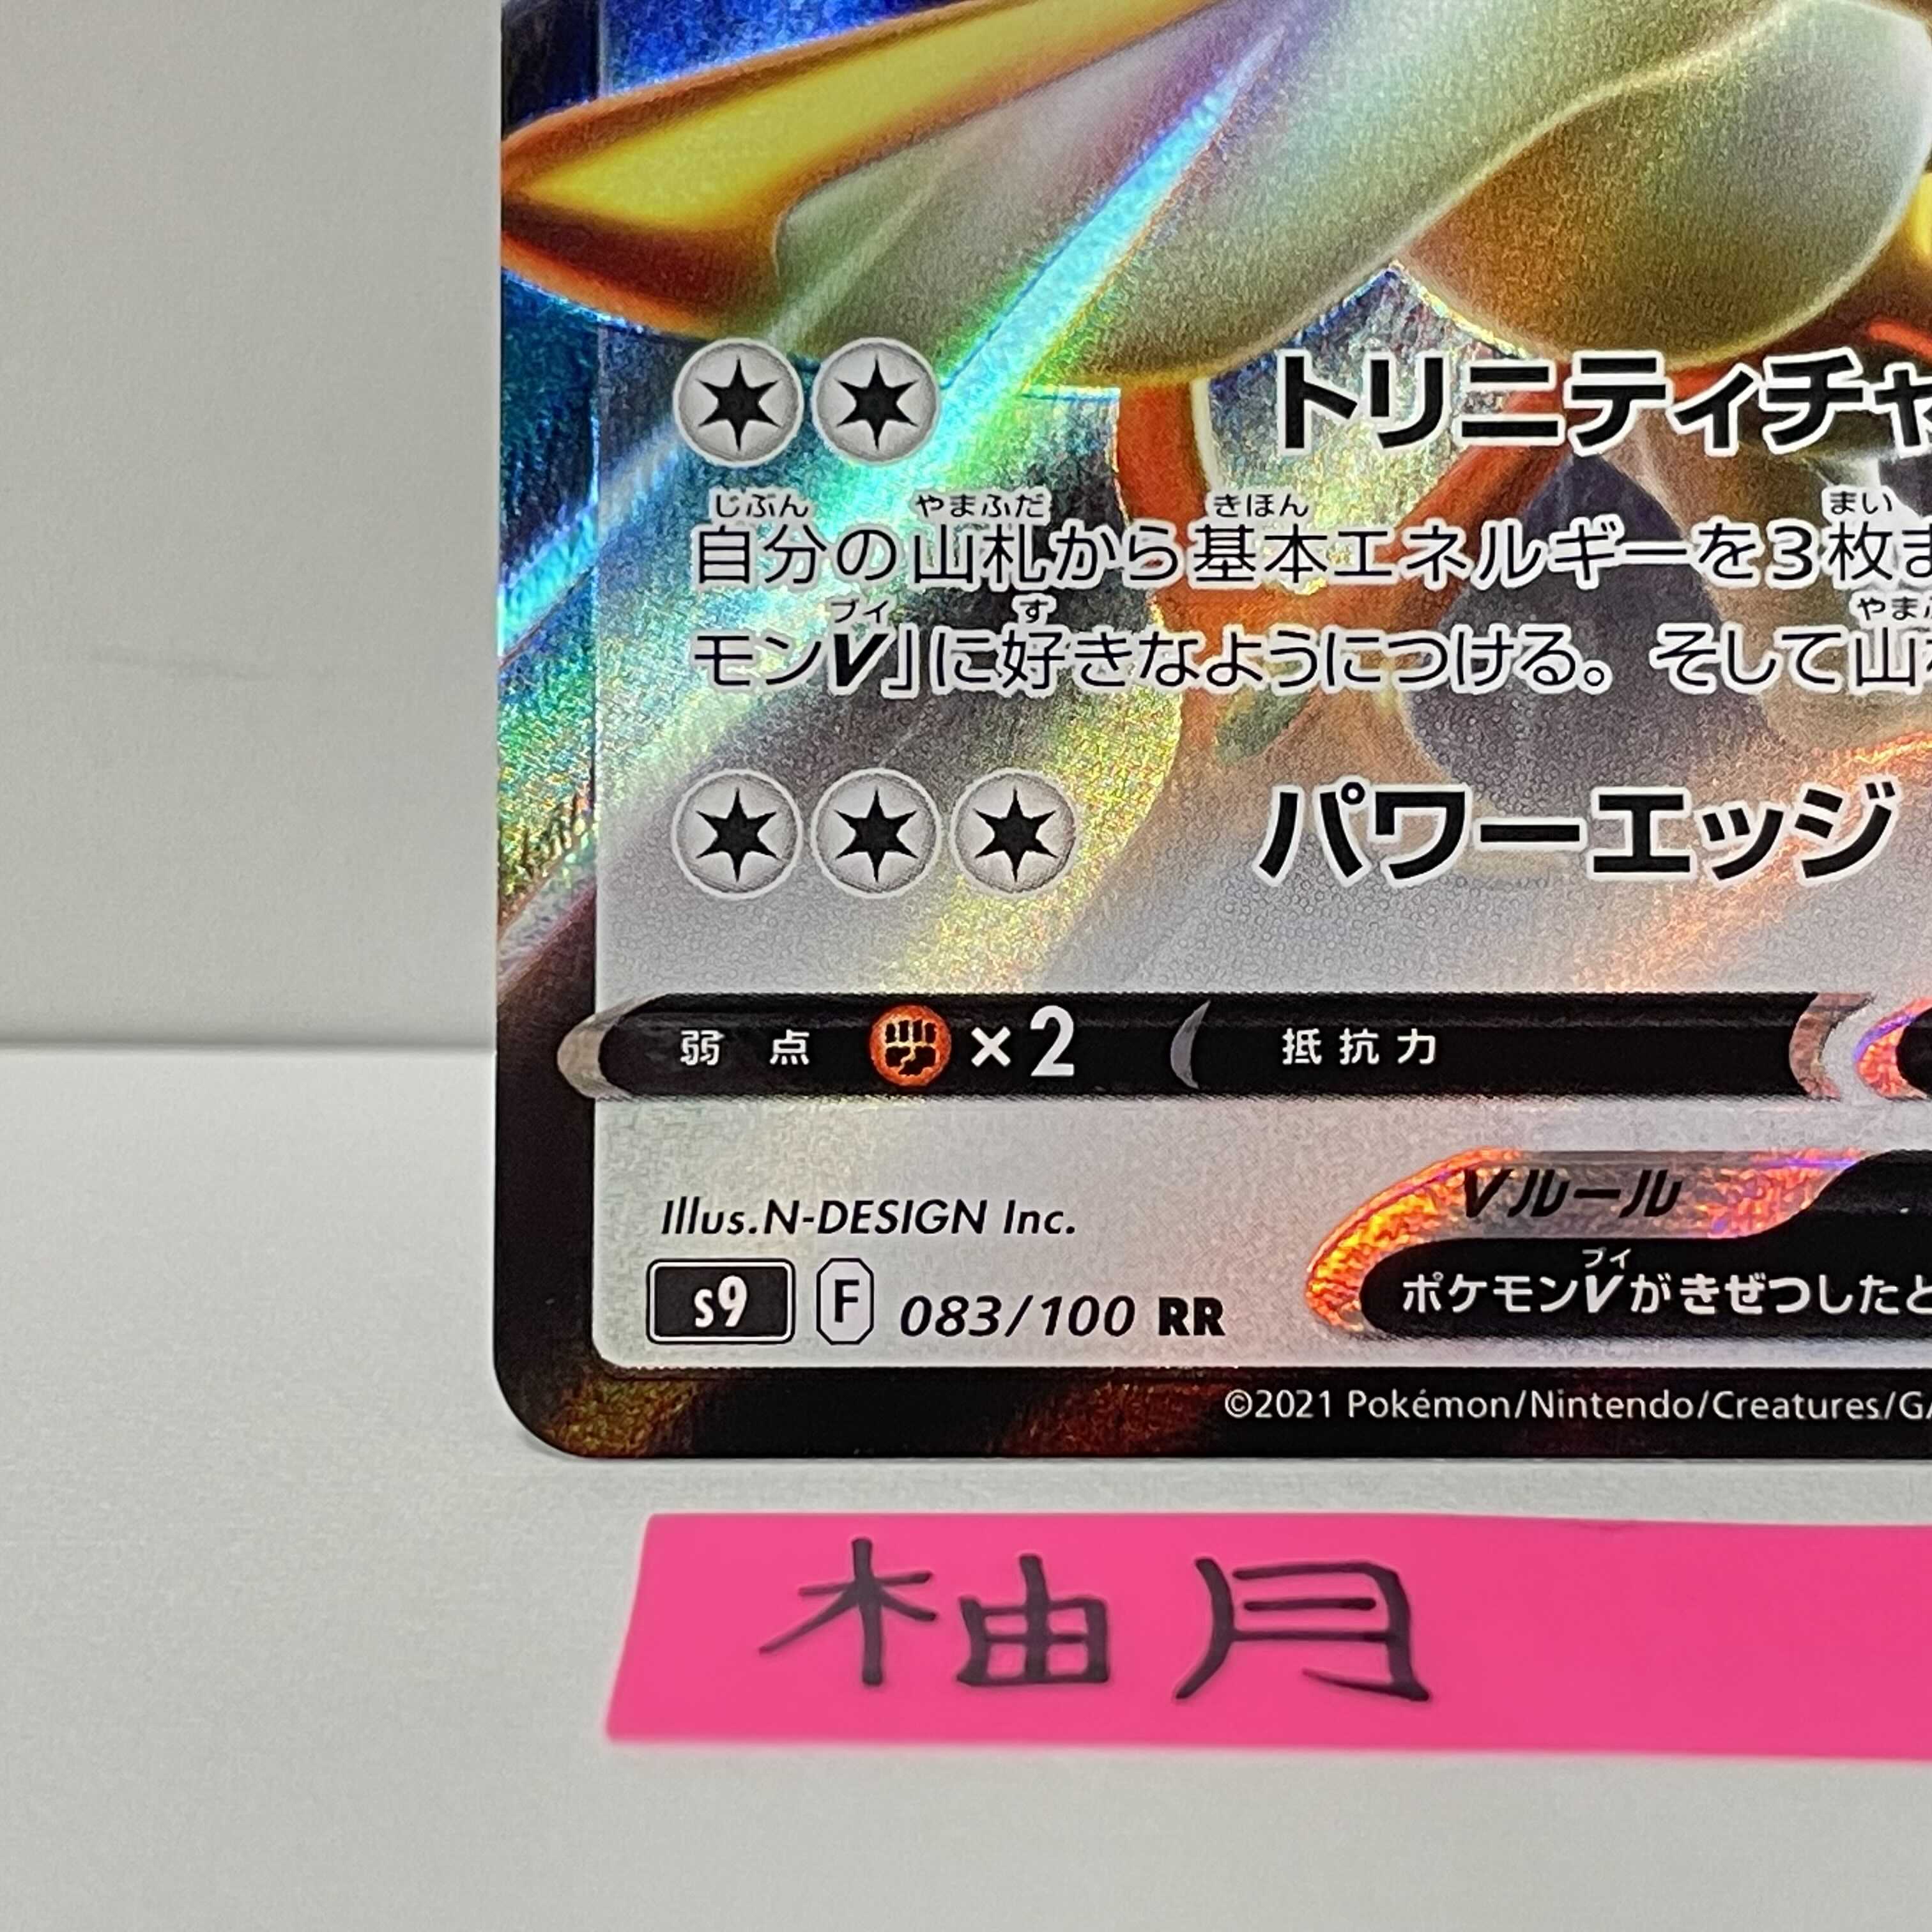 トリニティチャ
じぶん やまふだ きほん まい
自分の山札から基本エネルギーを3枚ま
ブイ す やま
モンV」に好きなようにつける。そして山
パワーエッジ
弱点 ×2 抵抗力
Illus.N-DESIGN Inc.
Vルール
s9 F 083/100 RR
ブイ
ポケモンVがきぜつしたと
©2021 Pokémon/Nintendo/Creatures/GA
柚月